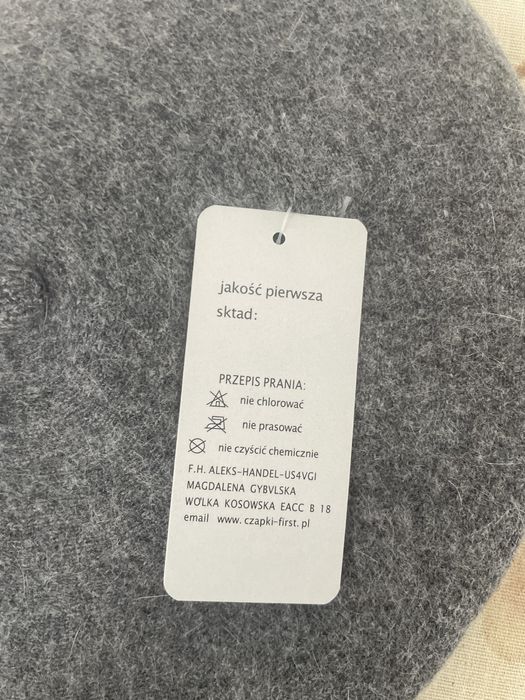 jakość pierwsza
sktad:
PRZEPIS PRANIA:
nie chlorować
nie prasować
nie czyścić chemicznie
F.H. ALEKS-HANDEL-US4VGI
MAGDALENA GYBVLSKA
WÓLKA KOSOWSKA EACC B 18
email www. czapki-first. pl